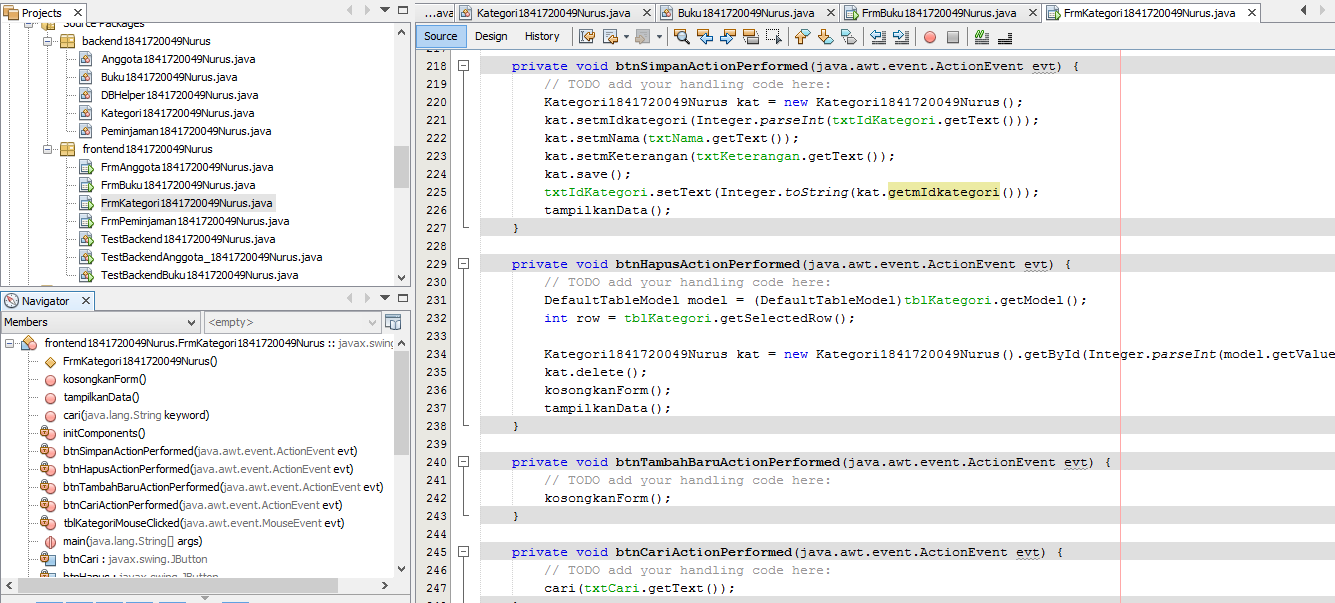 Projects
Source Packages
backend1841720049Nurus
Anggota1841720049Nurus.java
Buku1841720049Nurus.java
DBHelper1841720049Nurus.java
Kategori1841720049Nurus.java
Peminjaman1841720049Nurus.java
frontend1841720049Nurus
FrmAnggota1841720049Nurus.java
FrmBuku1841720049Nurus.java
FrmKategori1841720049Nurus.java
FrmPeminjaman1841720049Nurus.java
TestBackend1841720049Nurus.java
TestBackendAnggota_1841720049Nurus.java
TestBackendBuku1841720049Nurus.java
Navigator
Members <empty>
frontend1841720049Nurus.FrmKategori1841720049Nurus :: javax.swing
FrmKategori1841720049Nurus()
kosongkanForm()
tampilkanData()
cari(java.lang.String keyword)
initComponents()
btnSimpanActionPerformed(java.awt.event.ActionEvent evt)
btnHapusActionPerformed(java.awt.event.ActionEvent evt)
btnTambahBaruActionPerformed(java.awt.event.ActionEvent evt)
btnCariActionPerformed(java.awt.event.ActionEvent evt)
tblKategoriMouseClicked(java.awt.event.MouseEvent evt)
main(java.lang.String[] args)
btnCari : javax.swing.JButton
btnHapus : javax.swing.JButton
...ava Kategori1841720049Nurus.java Buku1841720049Nurus.java FrmBuku1841720049Nurus.java FrmKategori1841720049Nurus.java
Source Design History
217
218 private void btnSimpanActionPerformed(java.awt.event.ActionEvent evt) {
219 // TODO add your handling code here:
220 Kategori1841720049Nurus kat = new Kategori1841720049Nurus();
221 kat.setmIdkategori(Integer.parseInt(txtIdKategori.getText()));
222 kat.setmNama(txtNama.getText());
223 kat.setmKeterangan(txtKeterangan.getText());
224 kat.save();
225 txtIdKategori.setText(Integer.toString(kat.getmIdkategori()));
226 tampilkanData();
227 }
228
229 private void btnHapusActionPerformed(java.awt.event.ActionEvent evt) {
230 // TODO add your handling code here:
231 DefaultTableModel model = (DefaultTableModel)tblKategori.getModel();
232 int row = tblKategori.getSelectedRow();
233
234 Kategori1841720049Nurus kat = new Kategori1841720049Nurus().getById(Integer.parseInt(model.getValue
235 kat.delete();
236 kosongkanForm();
237 tampilkanData();
238 }
239
240 private void btnTambahBaruActionPerformed(java.awt.event.ActionEvent evt) {
241 // TODO add your handling code here:
242 kosongkanForm();
243 }
244
245 private void btnCariActionPerformed(java.awt.event.ActionEvent evt) {
246 // TODO add your handling code here:
247 cari(txtCari.getText());